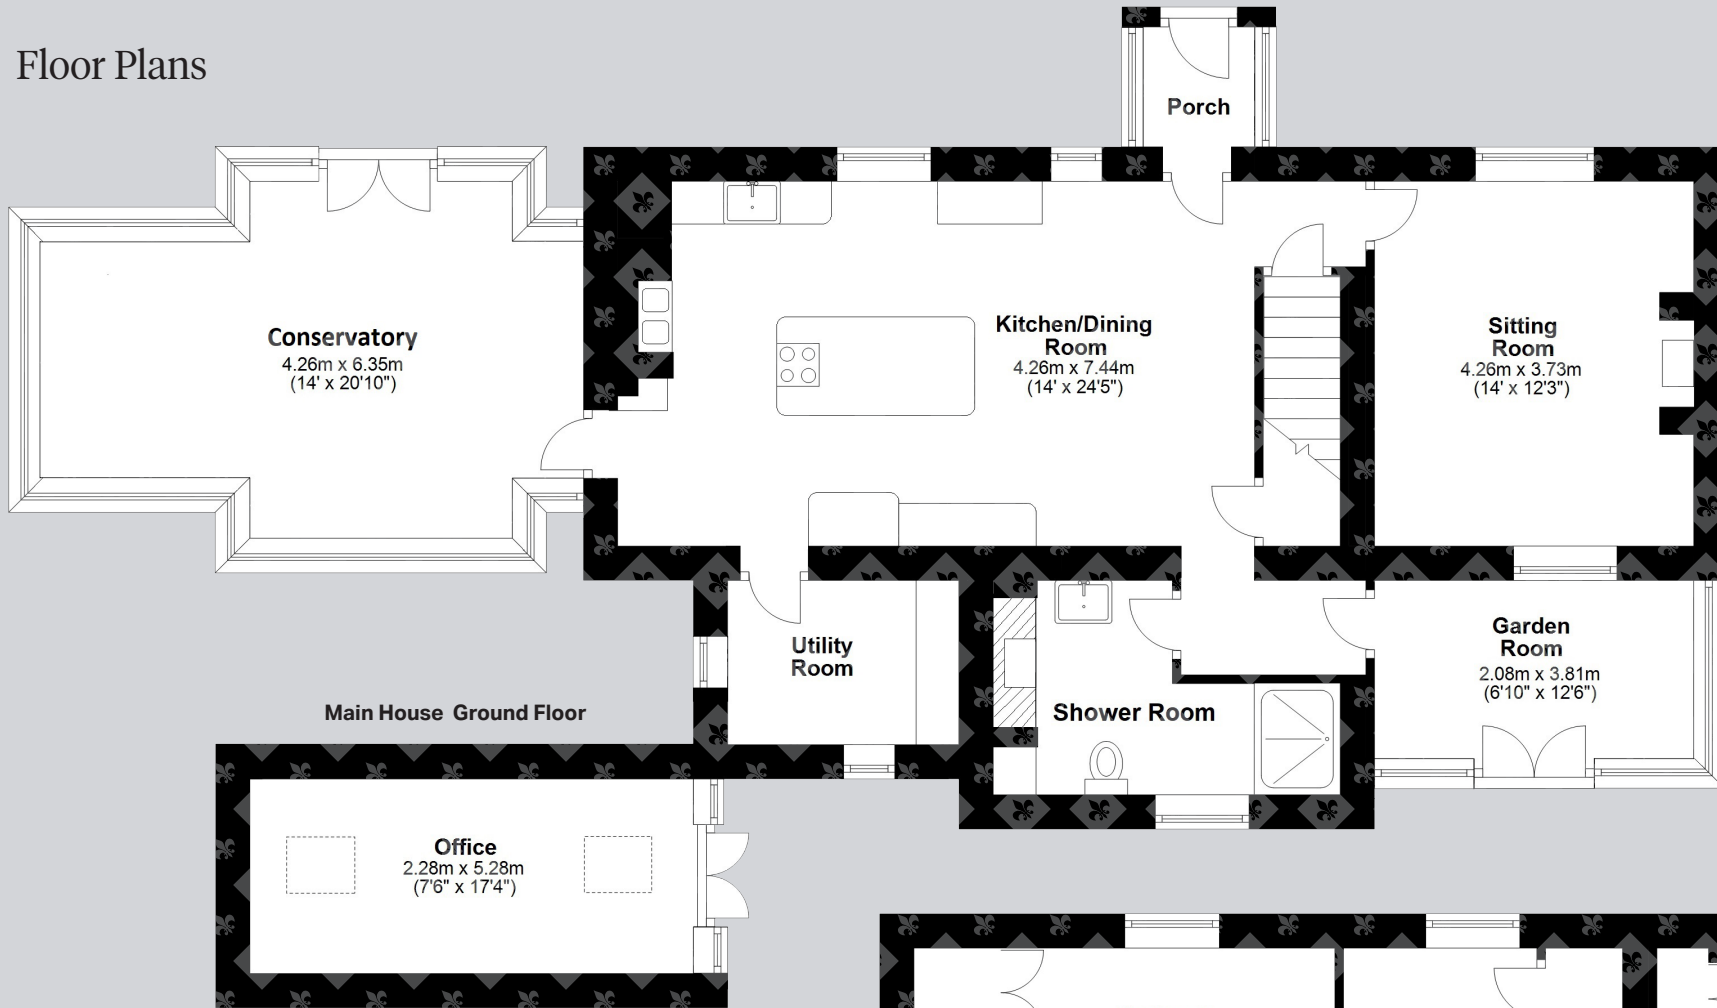 Floor Plans
Porch
Conservatory
4.26m x 6.35m
(14' x 20'10")
Kitchen/Dining
Room
4.26m x 7.44m
(14' x 24'5")
Sitting
Room
4.26m x 3.73m
(14' x 12'3")
Utility
Room
Garden
Room
2.08m x 3.81m
(6'10" x 12'6")
Shower Room
Main House Ground Floor
Office
2.28m x 5.28m
(7'6" x 17'4")